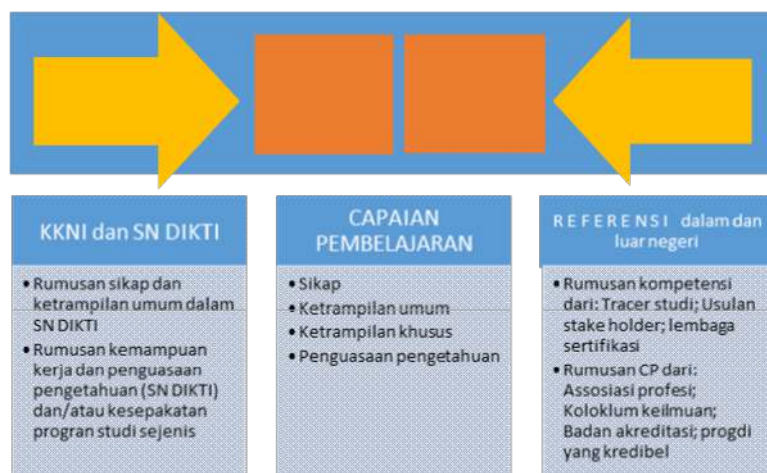 KKNI dan SN DIKTI
• Rumusan sikap dan
ketrampilan umum dalam
SN DIKTI
• Rumusan kemampuan
kerja dan penguasaan
pengetahuan (SN DIKTI)
dan/atau kesepakatan
progran studi sejenis
CAPAIAN
PEMBELAJARAN
• Sikap
• Ketrampilan umum
• Ketrampilan khusus
• Penguasaan pengetahuan
REFERENSI dalam dan
luar negeri
• Rumusan kompetensi
dari: Tracer studi; Usulan
stake holder; lembaga
sertifikasi
• Rumusan CP dari:
Assosiasi profesi;
Koloklum keilmuan;
Badan akreditasi; progdi
yang kredibel